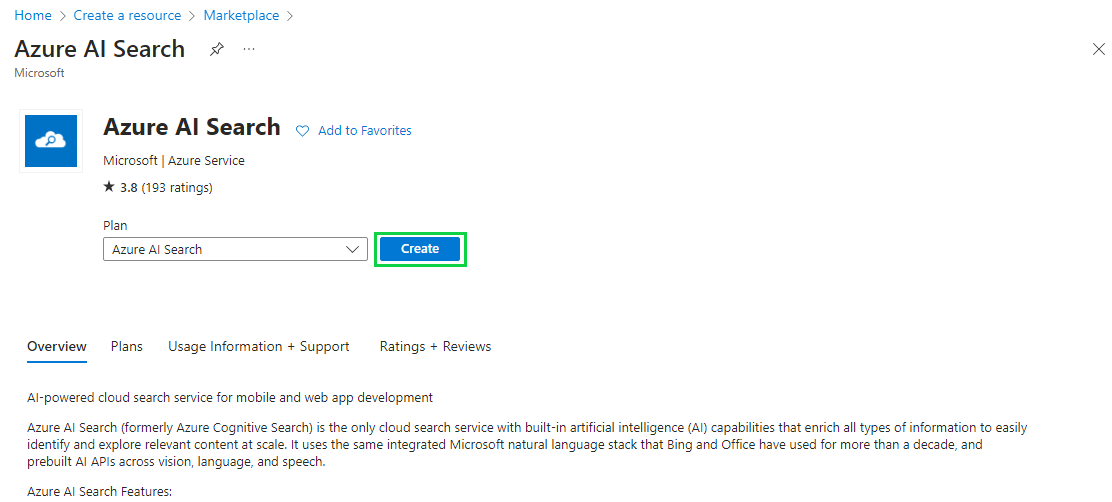 Home > Create a resource > Marketplace >
Azure AI Search ...
Microsoft
Azure AI Search Add to Favorites
Microsoft | Azure Service
★ 3.8 (193 ratings)
Plan
Azure AI Search Create
Overview Plans Usage Information + Support Ratings + Reviews
AI-powered cloud search service for mobile and web app development
Azure AI Search (formerly Azure Cognitive Search) is the only cloud search service with built-in artificial intelligence (AI) capabilities that enrich all types of information to easily
identify and explore relevant content at scale. It uses the same integrated Microsoft natural language stack that Bing and Office have used for more than a decade, and
prebuilt AI APIs across vision, language, and speech.
Azure AI Search Features: